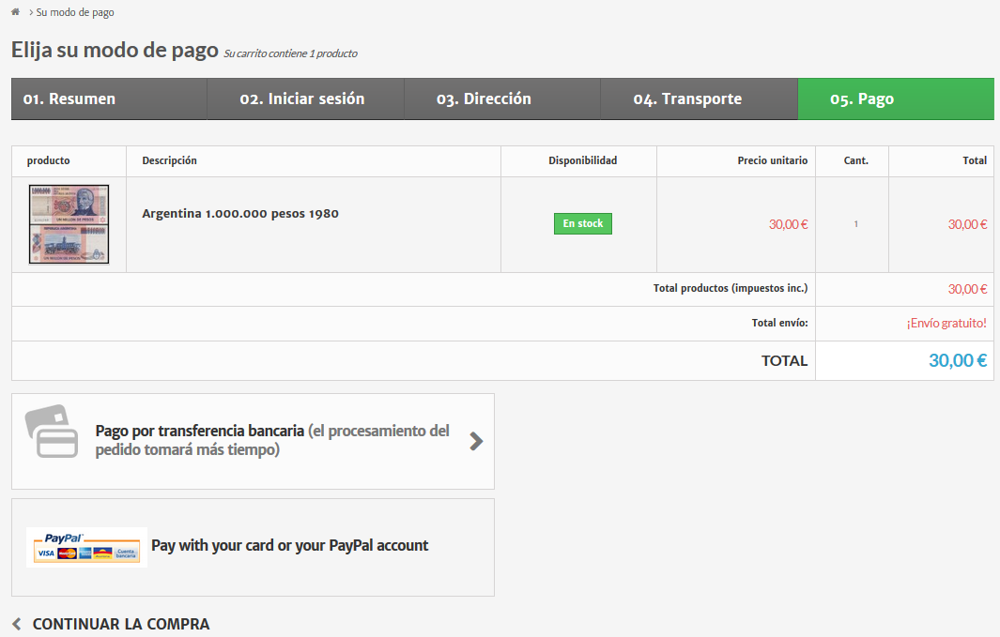 > Su modo de pago
Elija su modo de pago Su carrito contiene 1 producto
01. Resumen 02. Iniciar sesión 03. Dirección 04. Transporte 05. Pago
producto Descripción Disponibilidad Precio unitario Cant. Total
Argentina 1.000.000 pesos 1980
En stock 30,00 € 1 30,00 €
Total productos (impuestos inc.) 30,00 €
Total envío: ¡Envío gratuito!
TOTAL 30,00 €
Pago por transferencia bancaria (el procesamiento del
pedido tomará más tiempo)
PayPal
VISA MasterCard Cuenta bancaria
Pay with your card or your PayPal account
CONTINUAR LA COMPRA